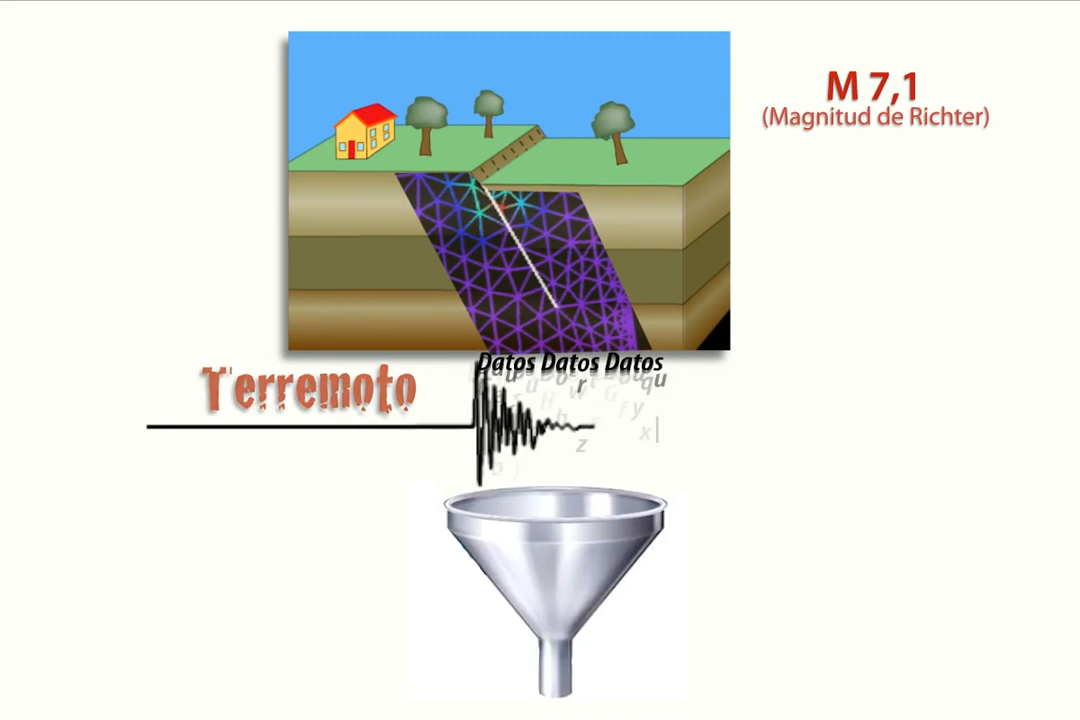 M 7,1
(Magnitud de Richter)
Datos Datos Datos
Terremoto